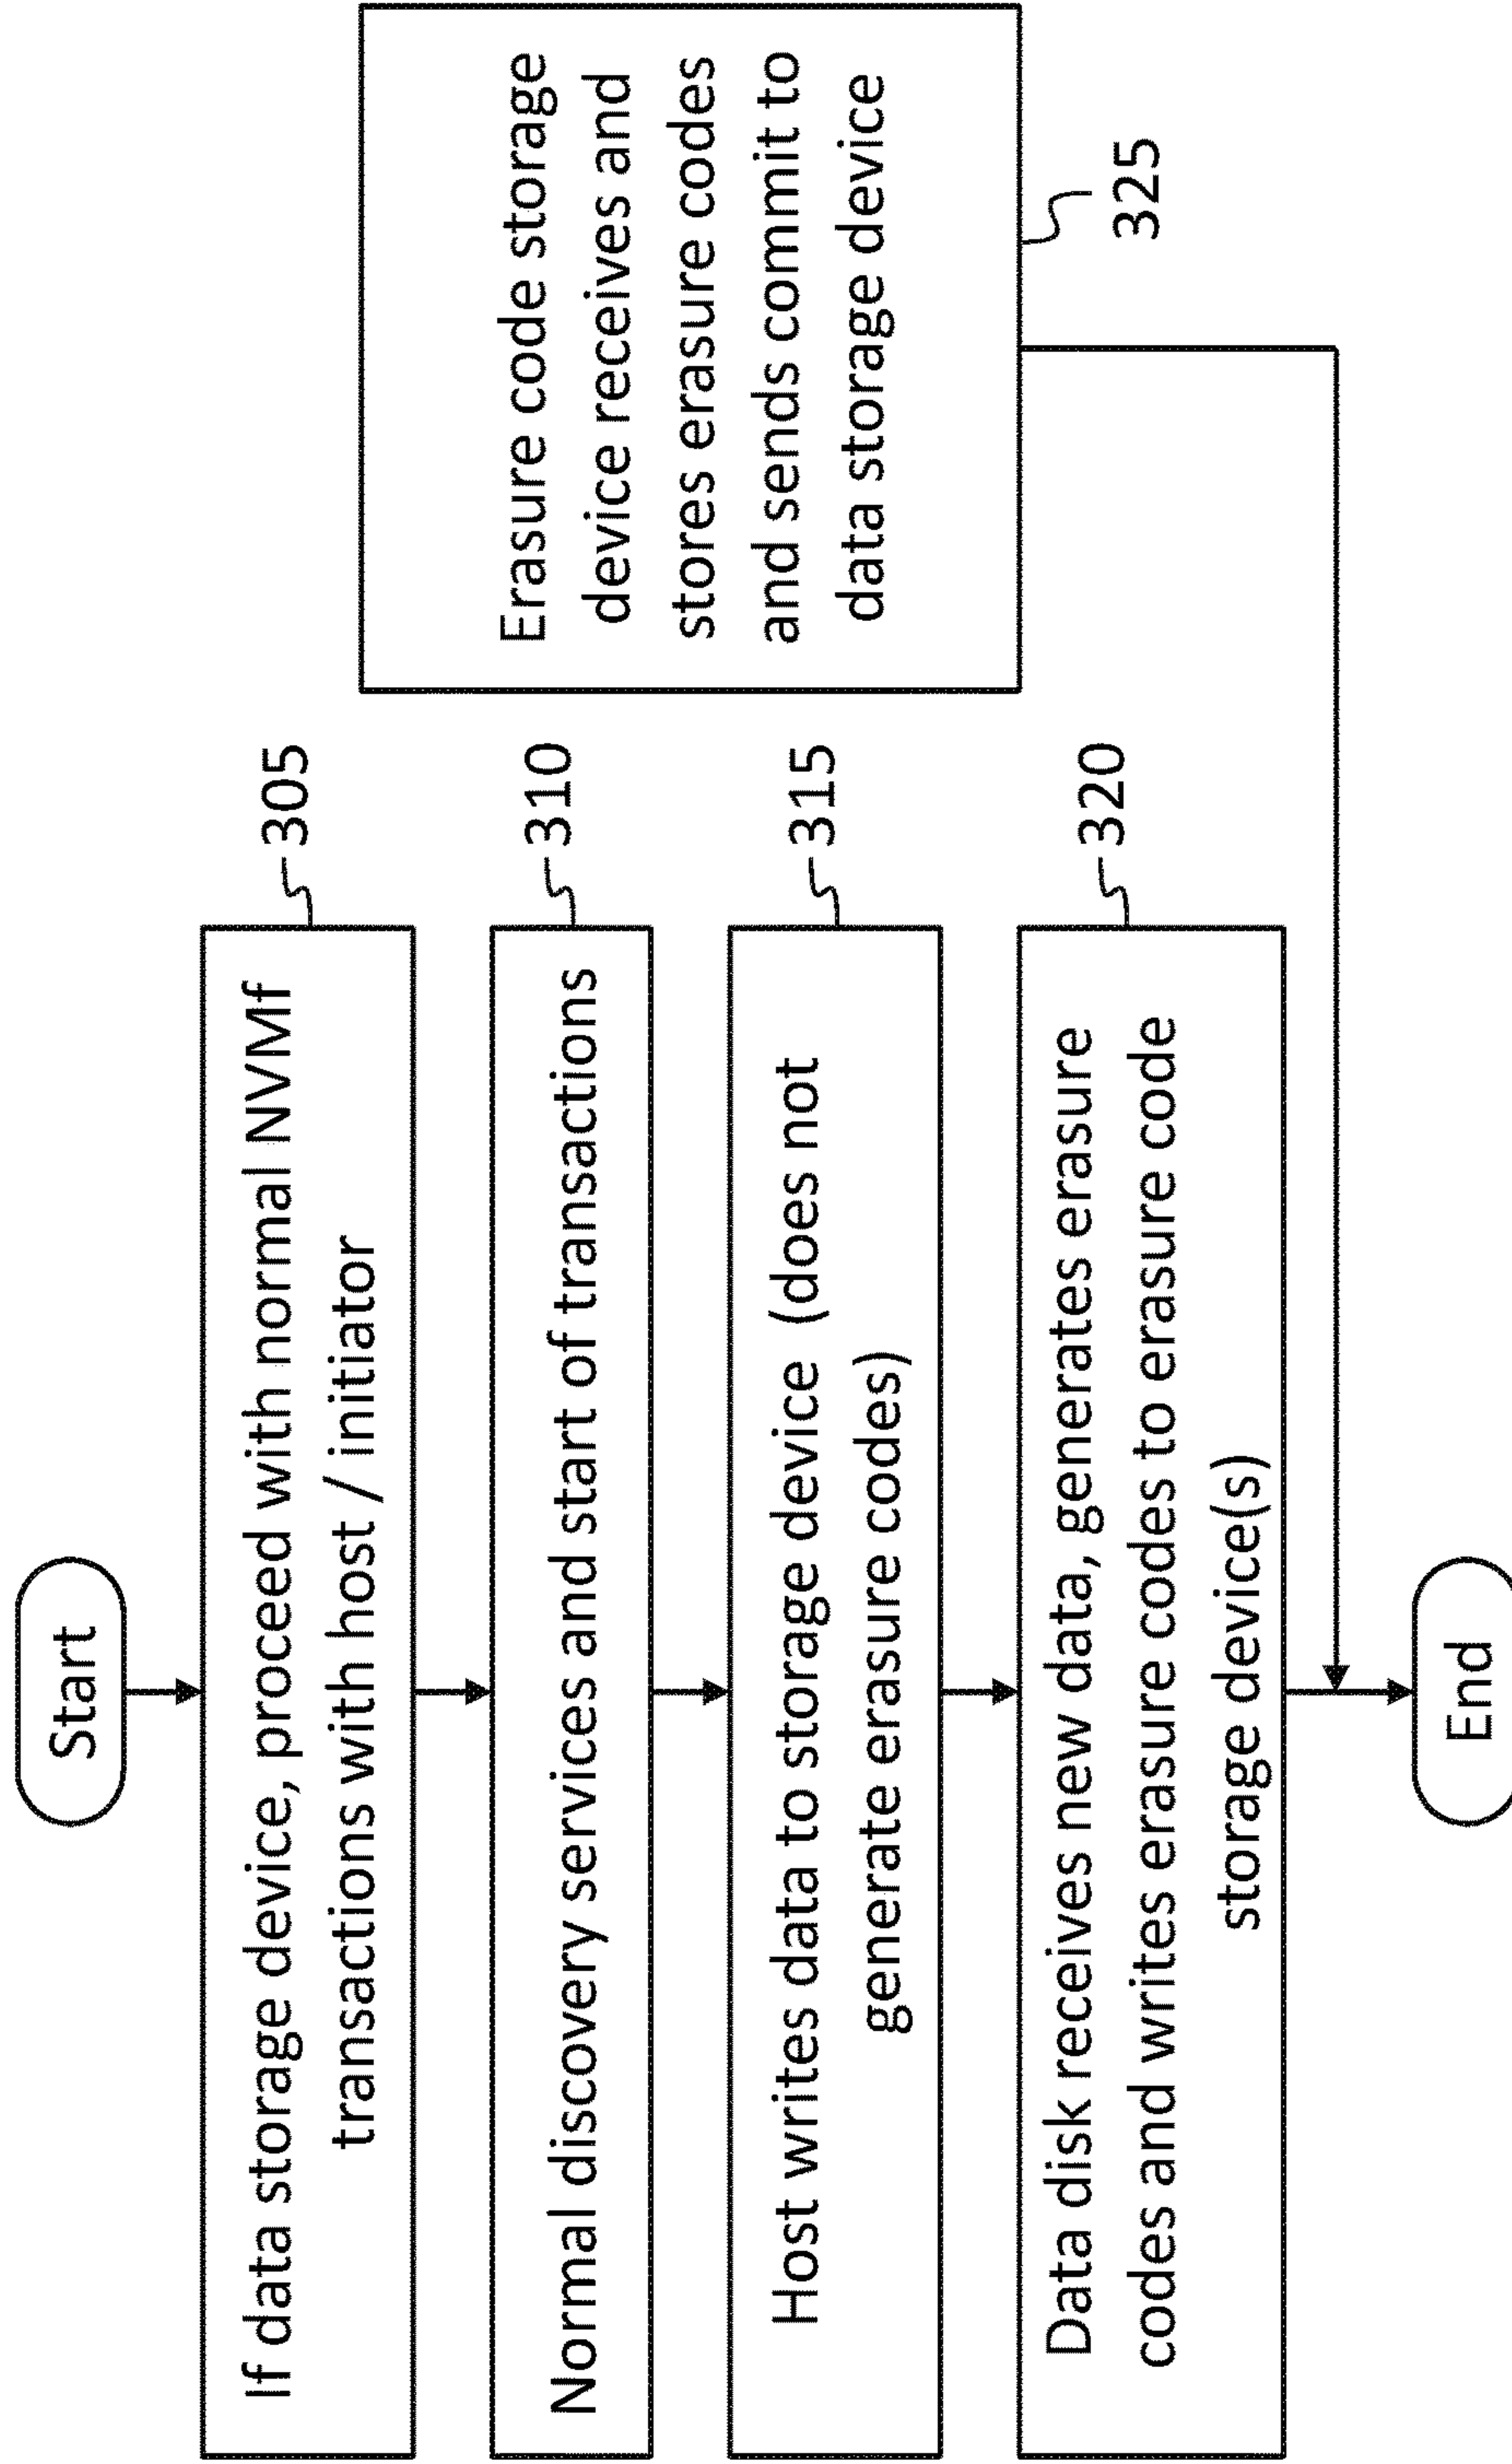 Start
If data storage device, proceed with normal NVMf
transactions with host / initiator
305
Normal discovery services and start of transactions
310
Host writes data to storage device (does not
generate erasure codes)
315
Data disk receives new data, generates erasure
codes and writes erasure codes to erasure code
storage device(s)
320
Erasure code storage
device receives and
stores erasure codes
and sends commit to
data storage device
325
End